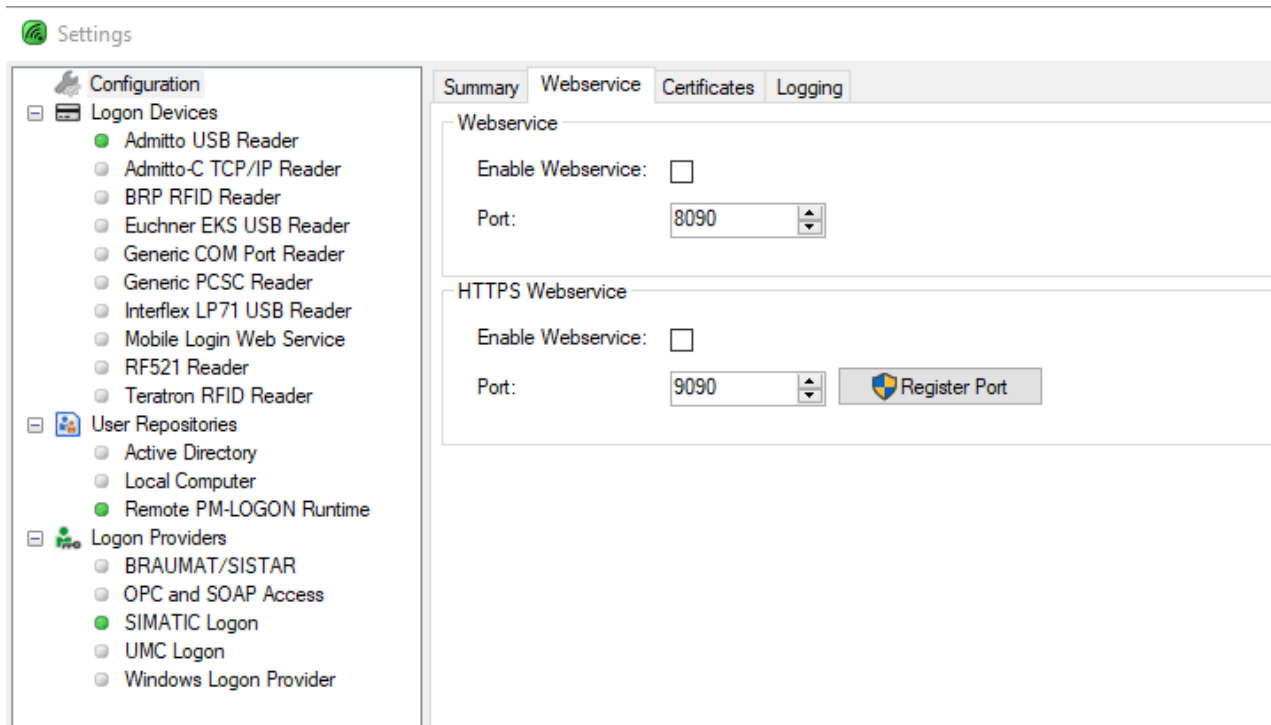 Settings
Configuration
Logon Devices
Admitto USB Reader
Admitto-C TCP/IP Reader
BRP RFID Reader
Euchner EKS USB Reader
Generic COM Port Reader
Generic PCSC Reader
Interflex LP71 USB Reader
Mobile Login Web Service
RF521 Reader
Teratron RFID Reader
User Repositories
Active Directory
Local Computer
Remote PM-LOGON Runtime
Logon Providers
BRAUMAT/SISTAR
OPC and SOAP Access
SIMATIC Logon
UMC Logon
Windows Logon Provider
Summary Webservice Certificates Logging
Webservice
Enable Webservice:
Port: 8090
HTTPS Webservice
Enable Webservice:
Port: 9090 Register Port